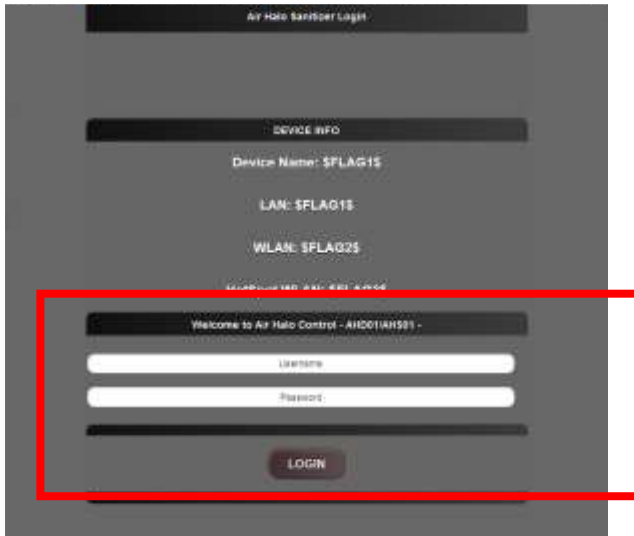 Air Halo Sanitiser Login
DEVICE INFO
Device Name: $FLAG1$
LAN: $FLAG1$
WLAN: $FLAG2$
Welcome to Air Halo Control - AHD01\AHS01 -
Username
Password
LOGIN